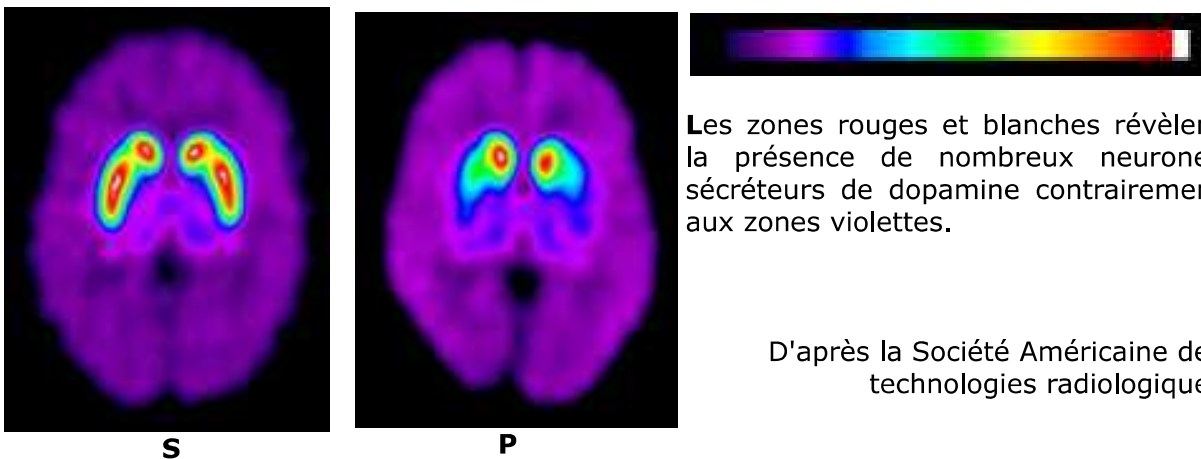 Les zones rouges et blanches révèlen
la présence de nombreux neurone
sécréteurs de dopamine contrairemen
aux zones violettes.
D'après la Société Américaine de
technologies radiologique
S
P